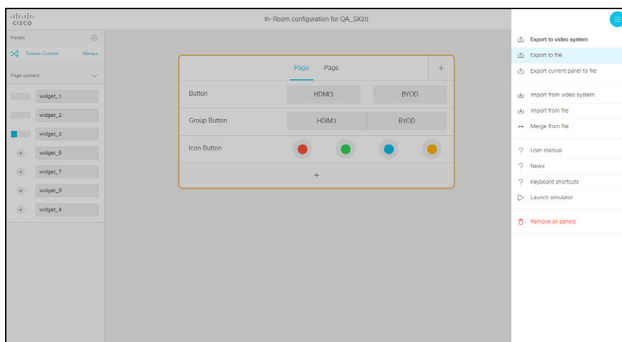 CISCO
In-Room configuration for QA_SX20
Panels
Source Control Always
Page content
widget_1
widget_2
widget_3
widget_6
widget_7
widget_5
widget_4
Page Page +
Button HDMI3 BYOD
Group Button HDIM3 BYOD
Icon Button
+
Export to video system
Export to file
Export current panel to file
Import from video system
Import from file
Merge from file
? User manual
? News
? Keyboard shortcuts
Launch simulator
Remove all panels